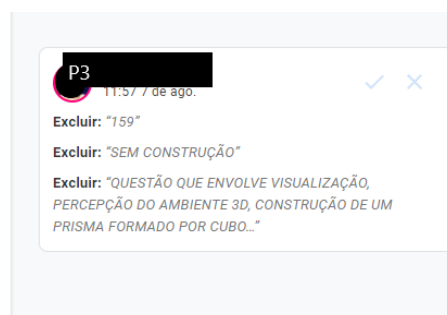 P3
11:57 7 de ago.
Excluir: “159”
Excluir: “SEM CONSTRUÇÃO”
Excluir: “QUESTÃO QUE ENVOLVE VISUALIZAÇÃO,
PERCEPÇÃO DO AMBIENTE 3D, CONSTRUÇÃO DE UM
PRISMA FORMADO POR CUBO...”